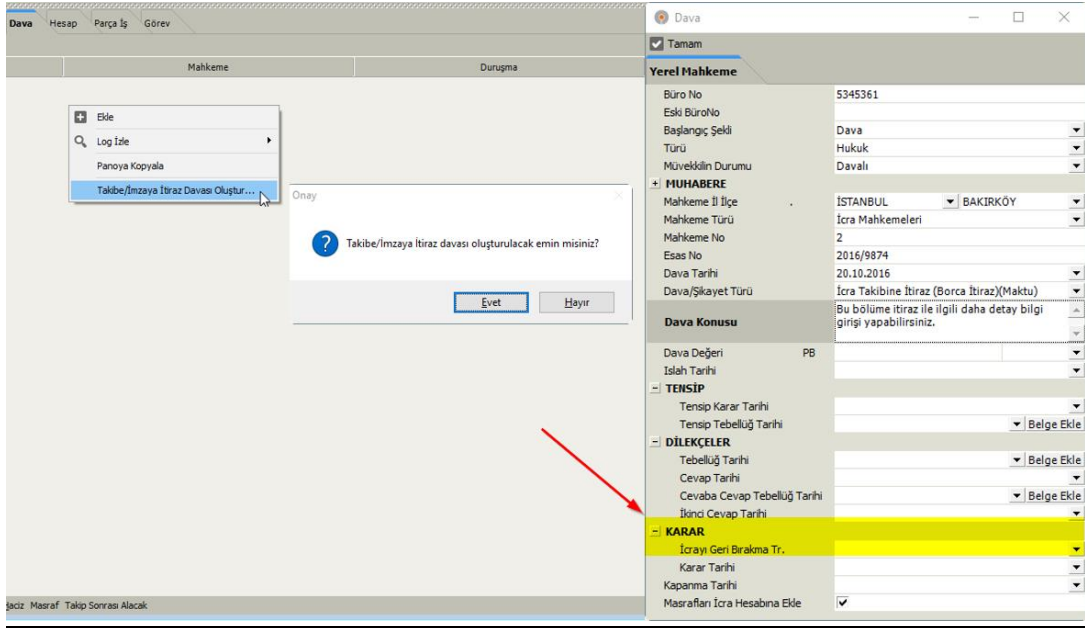 Dava Hesap Parça İş Görev
Mahkeme Duruşma
Ekle
Log İzle
Panoya Kopyala
Takibe/İmzaya İtiraz Davası Oluştur...
Onay
Takibe/İmzaya İtiraz davası oluşturulacak emin misiniz?
Evet Hayır
Haciz Masraf Takip Sonrası Alacak
Dava
Tamam
Yerel Mahkeme
Büro No 5345361
Eski BüroNo
Başlangıç Şekli Dava
Türü Hukuk
Müvekkilin Durumu Davalı
MUHABERE
Mahkeme İl İlçe . İSTANBUL BAKIRKÖY
Mahkeme Türü İcra Mahkemeleri
Mahkeme No 2
Esas No 2016/9874
Dava Tarihi 20.10.2016
Dava/Şikayet Türü İcra Takibine İtiraz (Borca İtiraz)(Maktu)
Dava Konusu Bu bölüme itiraz ile ilgili daha detay bilgi
girişi yapabilirsiniz.
Dava Değeri PB
Islah Tarihi
TENSİP
Tensip Karar Tarihi
Tensip Tebellüğ Tarihi Belge Ekle
DİLEKÇELER
Tebellüğ Tarihi Belge Ekle
Cevap Tarihi
Cevaba Cevap Tebellüğ Tarihi Belge Ekle
İkinci Cevap Tarihi
KARAR
İcrayı Geri Bırakma Tr.
Karar Tarihi
Kapanma Tarihi
Masrafları İcra Hesabına Ekle